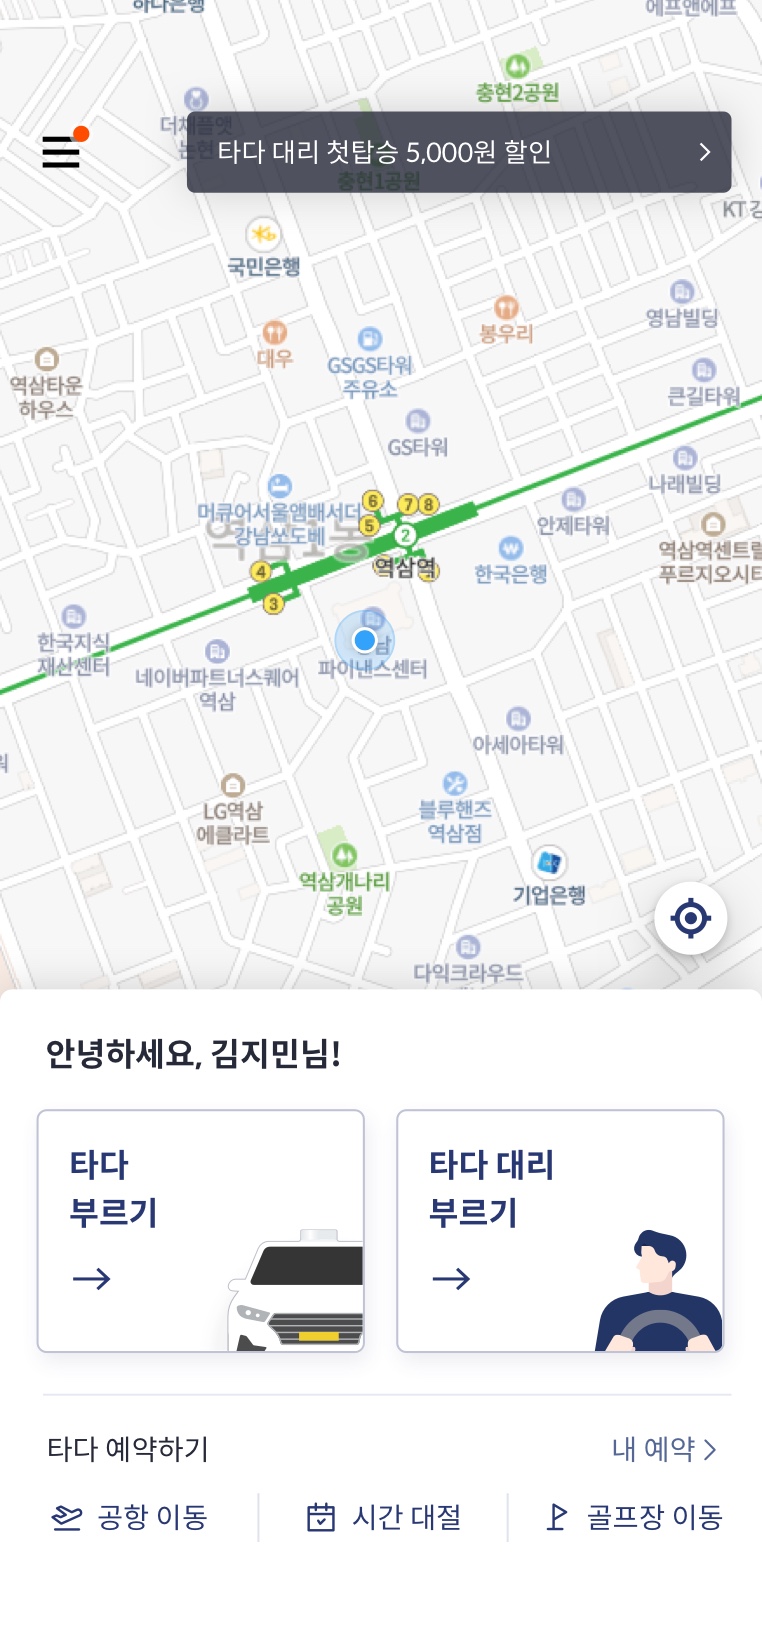 하나은행
에프앤에프
충현2공원
더채플앳
논현
타다 대리 첫탑승 5,000원 할인
충현1공원
KT 강
국민은행
영남빌딩
봉우리
대우
GSGS타워
주유소
역삼타운
하우스
큰길타워
GS타워
나래빌딩
머큐어서울앰배서더
강남쏘도베
역삼1동
6
7
8
5
2
안제타워
역삼역센트럴
푸르지오시티
역삼역
한국은행
4
3
한국지식
재산센터
강남
파이낸스센터
네이버파트너스퀘어
역삼
아세아타워
LG역삼
에클라트
블루핸즈
역삼점
역삼개나리
공원
기업은행
다익크라우드
안녕하세요, 김지민님!
타다
부르기
타다 대리
부르기
타다 예약하기
내 예약
공항 이동
시간 대절
골프장 이동